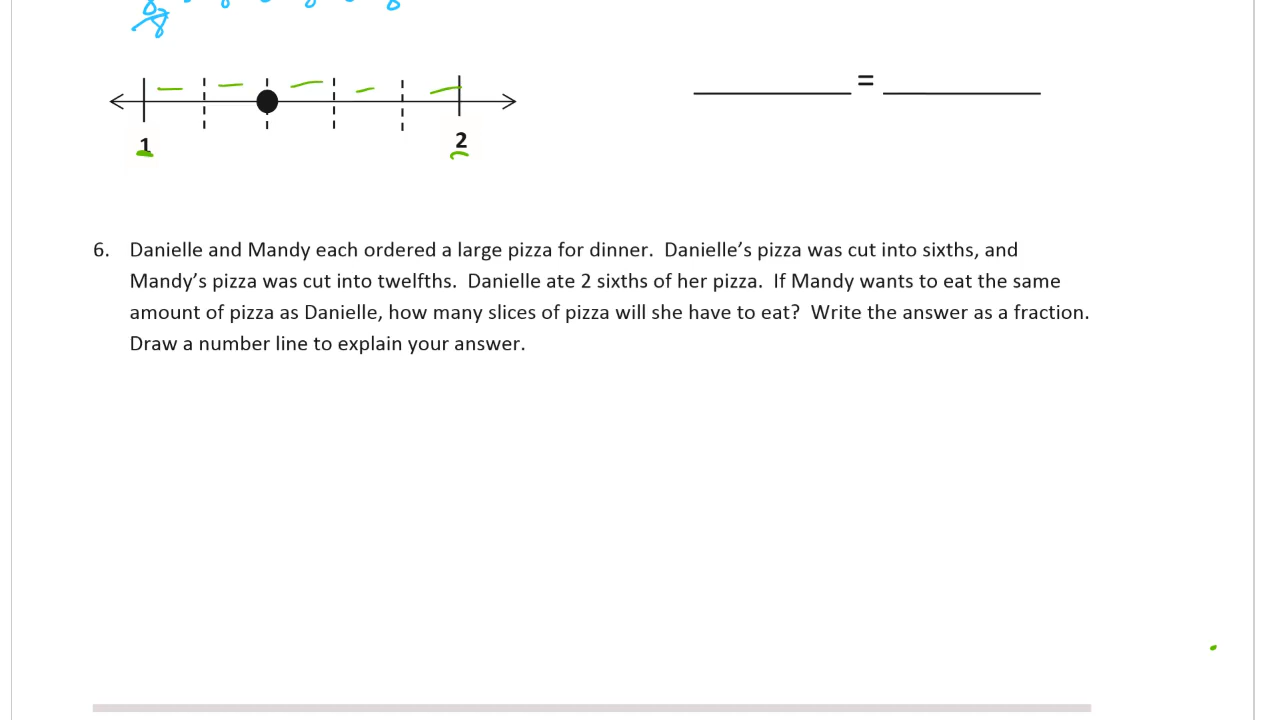 1 2
_____ = _____
6. Danielle and Mandy each ordered a large pizza for dinner. Danielle’s pizza was cut into sixths, and
Mandy’s pizza was cut into twelfths. Danielle ate 2 sixths of her pizza. If Mandy wants to eat the same
amount of pizza as Danielle, how many slices of pizza will she have to eat? Write the answer as a fraction.
Draw a number line to explain your answer.